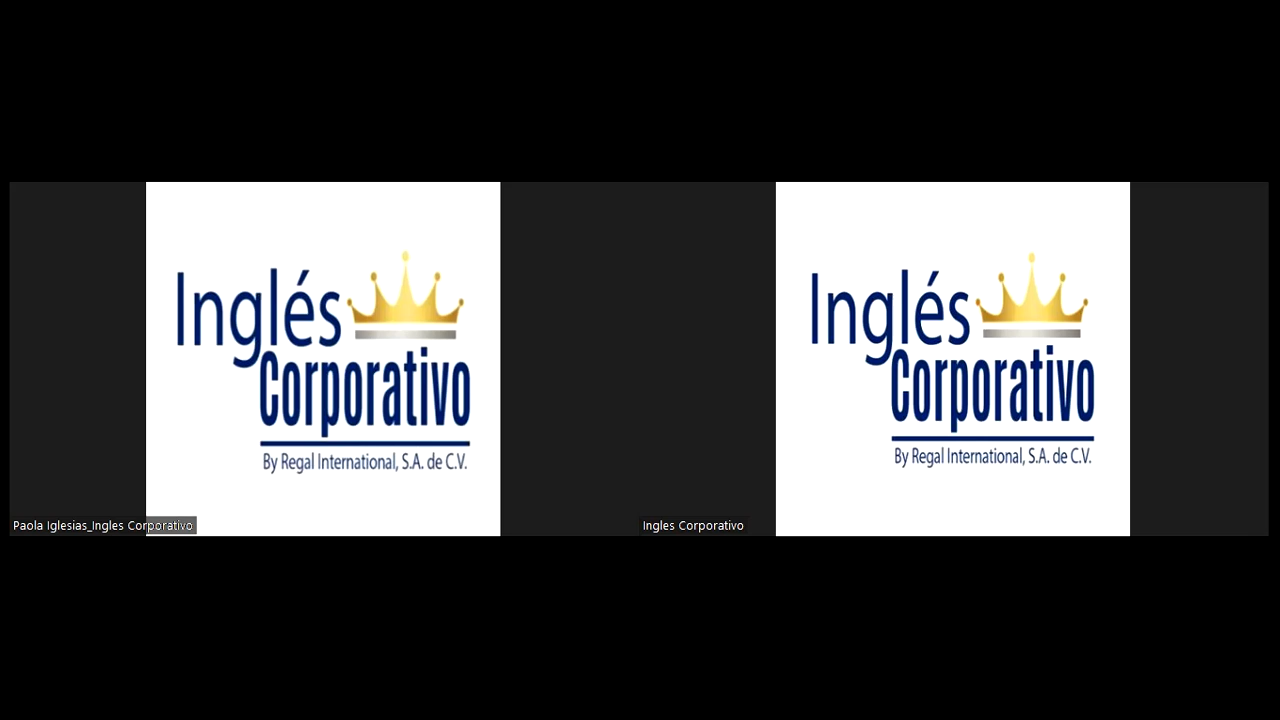 Inglés
Corporativo
By Regal International, S.A. de C.V.
Paola Iglesias_Ingles Corporativo
Inglés
Corporativo
By Regal International, S.A. de C.V.
Ingles Corporativo